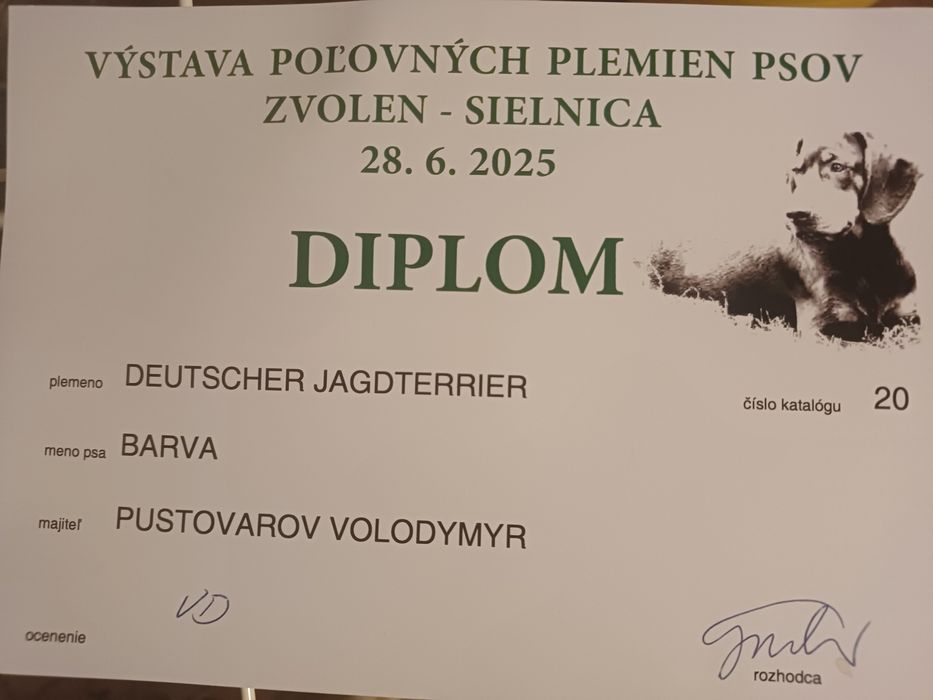 VÝSTAVA POĽOVNÝCH PLEMIEN PSOV
ZVOLEN - SIELNICA
28. 6. 2025
DIPLOM
plemeno DEUTSCHER JAGDTERRIER
číslo katalógu 20
meno psa BARVA
majiteľ PUSTOVAROV VOLODYMYR
ocenenie VD
rozhodca